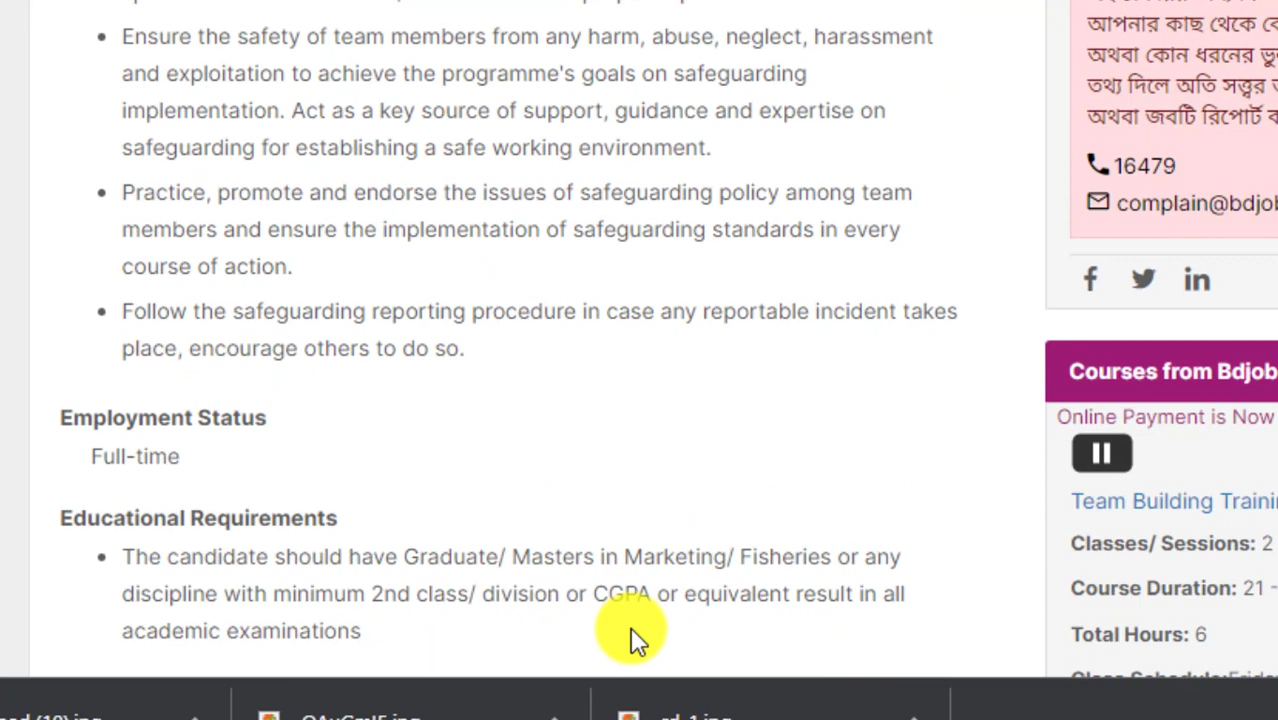 Ensure the safety of team members from any harm, abuse, neglect, harassment
and exploitation to achieve the programme's goals on safeguarding
implementation. Act as a key source of support, guidance and expertise on
safeguarding for establishing a safe working environment.
Practice, promote and endorse the issues of safeguarding policy among team
members and ensure the implementation of safeguarding standards in every
course of action.
Follow the safeguarding reporting procedure in case any reportable incident takes
place, encourage others to do so.
Employment Status
Full-time
Educational Requirements
The candidate should have Graduate/ Masters in Marketing/ Fisheries or any
discipline with minimum 2nd class/ division or CGPA or equivalent result in all
academic examinations
আপনার কাছ থেকে
অথবা কোন ধরনের
তথ্য দিলে অতি সত্ত্বর
অথবা জবটি রিপোর্ট
16479
complain@bdjob
Courses from Bdjob
Online Payment is Now
Team Building Traini
Classes/ Sessions: 2
Course Duration: 21 -
Total Hours: 6